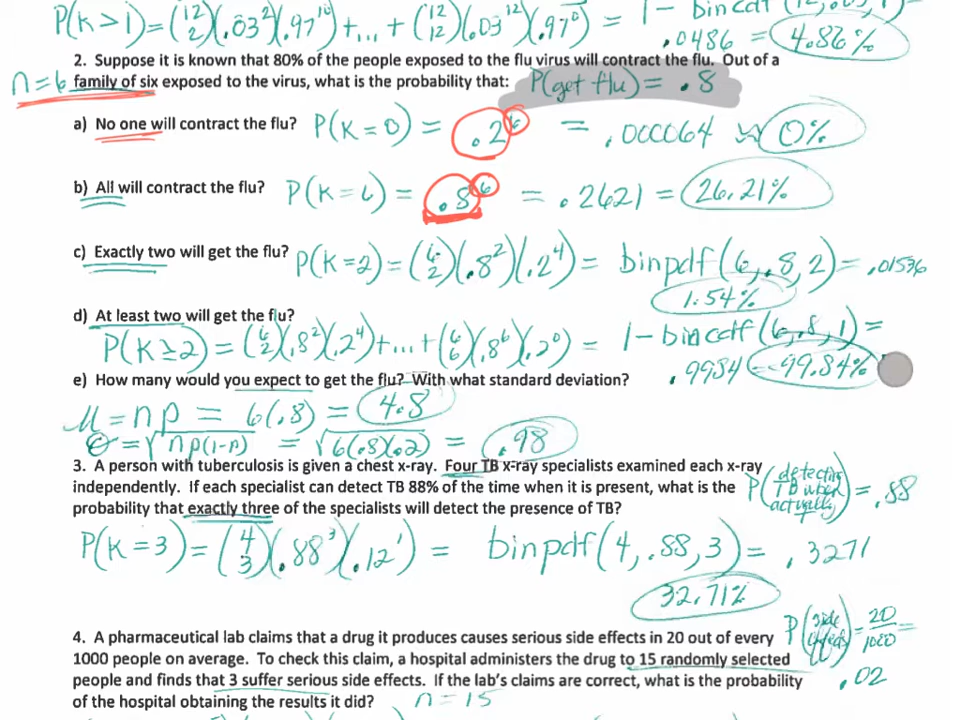 P(K>1) = (12 2)(.03²)(.97¹⁰)+...+(12 12)(.03¹²)(.97⁰) = 1 -
.0486 = 4.86%
2. Suppose it is known that 80% of the people exposed to the flu virus will contract the flu. Out of a
n=6 family of six exposed to the virus, what is the probability that: P(get flu) = .8
a) No one will contract the flu? P(K=0) = .2⁶ = .000064 ≈ 0%
b) All will contract the flu? P(K=6) = .8⁶ = .2621 = 26.21%
c) Exactly two will get the flu? P(K=2) = (6 2)(.8²)(.2⁴) = binpdf(6,.8,2) = .01536
1.54%
d) At least two will get the flu?
P(K≥2) = (6 2)(.8²)(.2⁴)+...+(6 6)(.8⁶)(.2⁰) = 1 - bincdf(6,.8,1) =
.9984 = 99.84%
e) How many would you expect to get the flu? With what standard deviation?
μ = np = 6(.8) = 4.8
σ = √np(1-p) = √6(.8)(.2) = .98
3. A person with tuberculosis is given a chest x-ray. Four TB x-ray specialists examined each x-ray
independently. If each specialist can detect TB 88% of the time when it is present, what is the
probability that exactly three of the specialists will detect the presence of TB?
P(detecting TB when actually) = .88
P(K=3) = (4 3)(.88³)(.12¹) = binpdf(4, .88, 3) = .3271
32.71%
4. A pharmaceutical lab claims that a drug it produces causes serious side effects in 20 out of every
1000 people on average. To check this claim, a hospital administers the drug to 15 randomly selected
people and finds that 3 suffer serious side effects. If the lab's claims are correct, what is the probability
of the hospital obtaining the results it did? n = 15
P(side effects) = 20/1000 =
.02